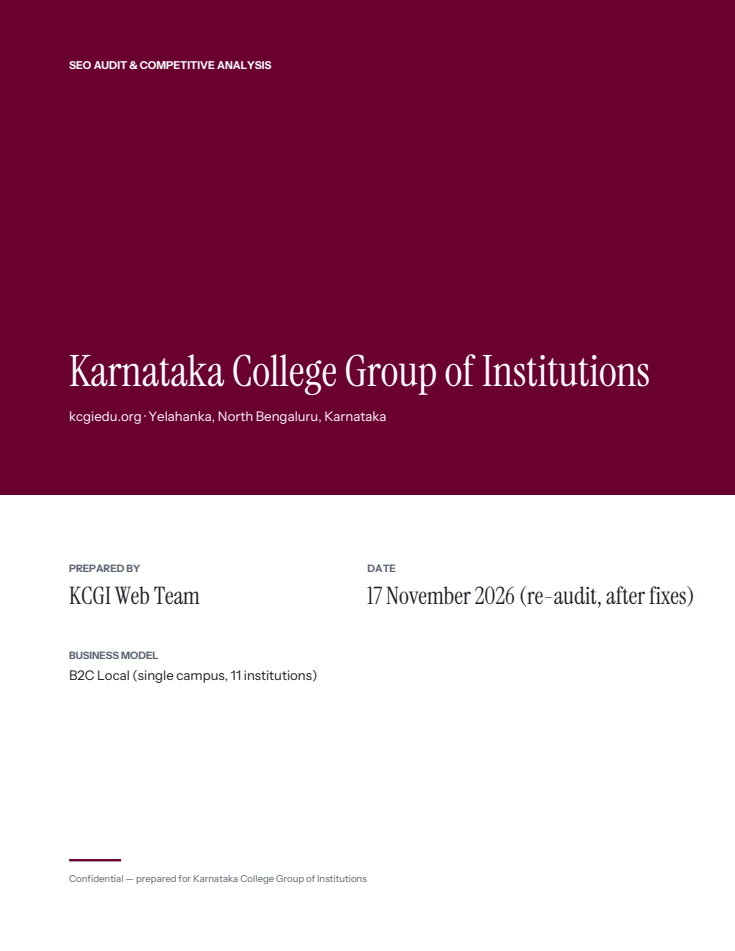 SEO AUDIT & COMPETITIVE ANALYSIS
Karnataka College Group of Institutions
kcgiedu.org · Yelahanka, North Bengaluru, Karnataka
PREPARED BY
KCGI Web Team
DATE
17 November 2026 (re-audit, after fixes)
BUSINESS MODEL
B2C Local (single campus, 11 institutions)
Confidential — prepared for Karnataka College Group of Institutions